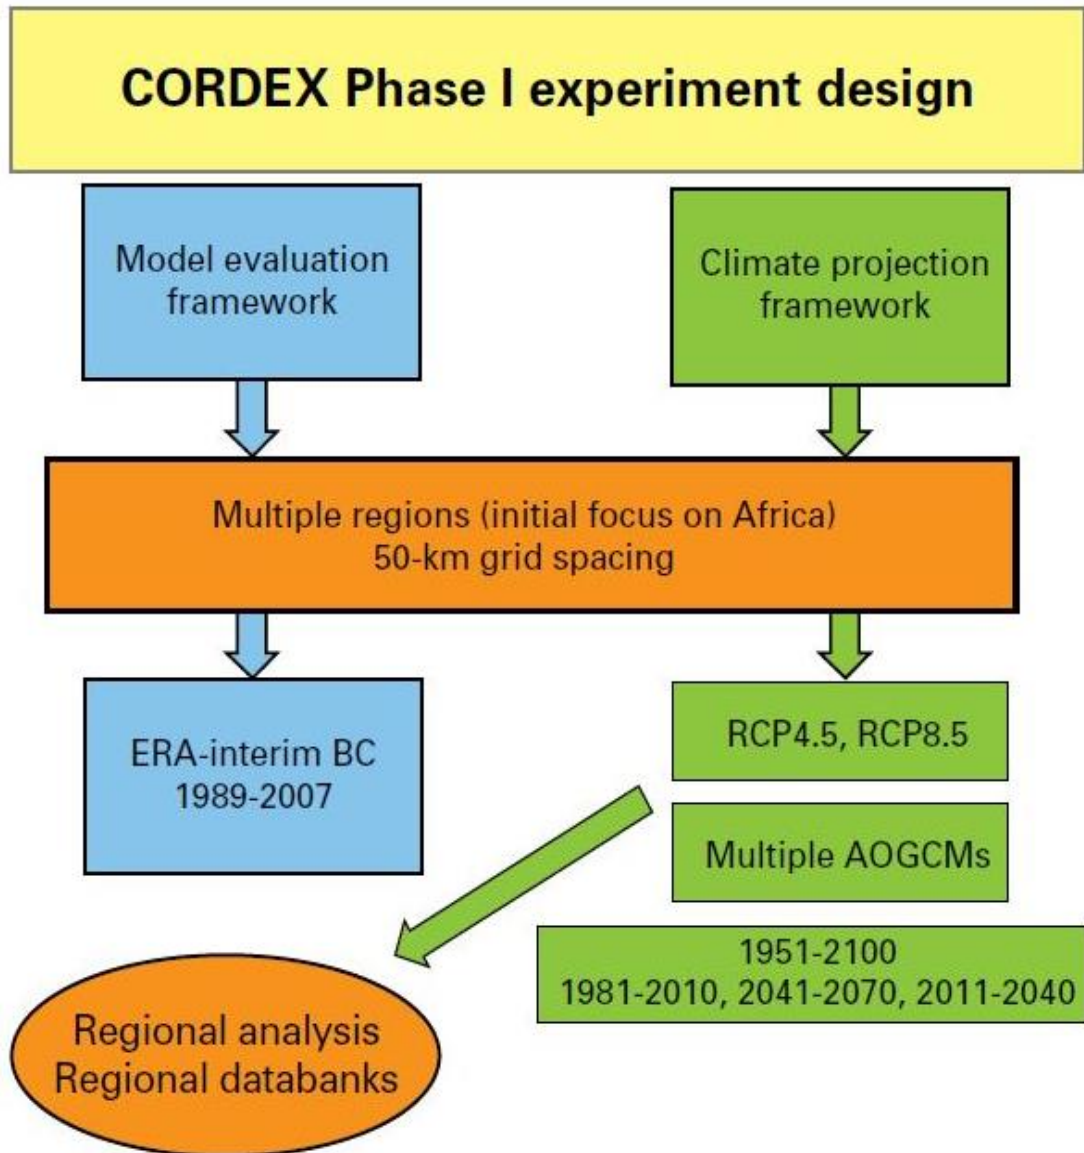 CORDEX Phase I experiment design
Model evaluation
framework
Climate projection
framework
Multiple regions (initial focus on Africa)
50-km grid spacing
ERA-interim BC
1989-2007
RCP4.5, RCP8.5
Multiple AOGCMs
1951-2100
1981-2010, 2041-2070, 2011-2040
Regional analysis
Regional databanks